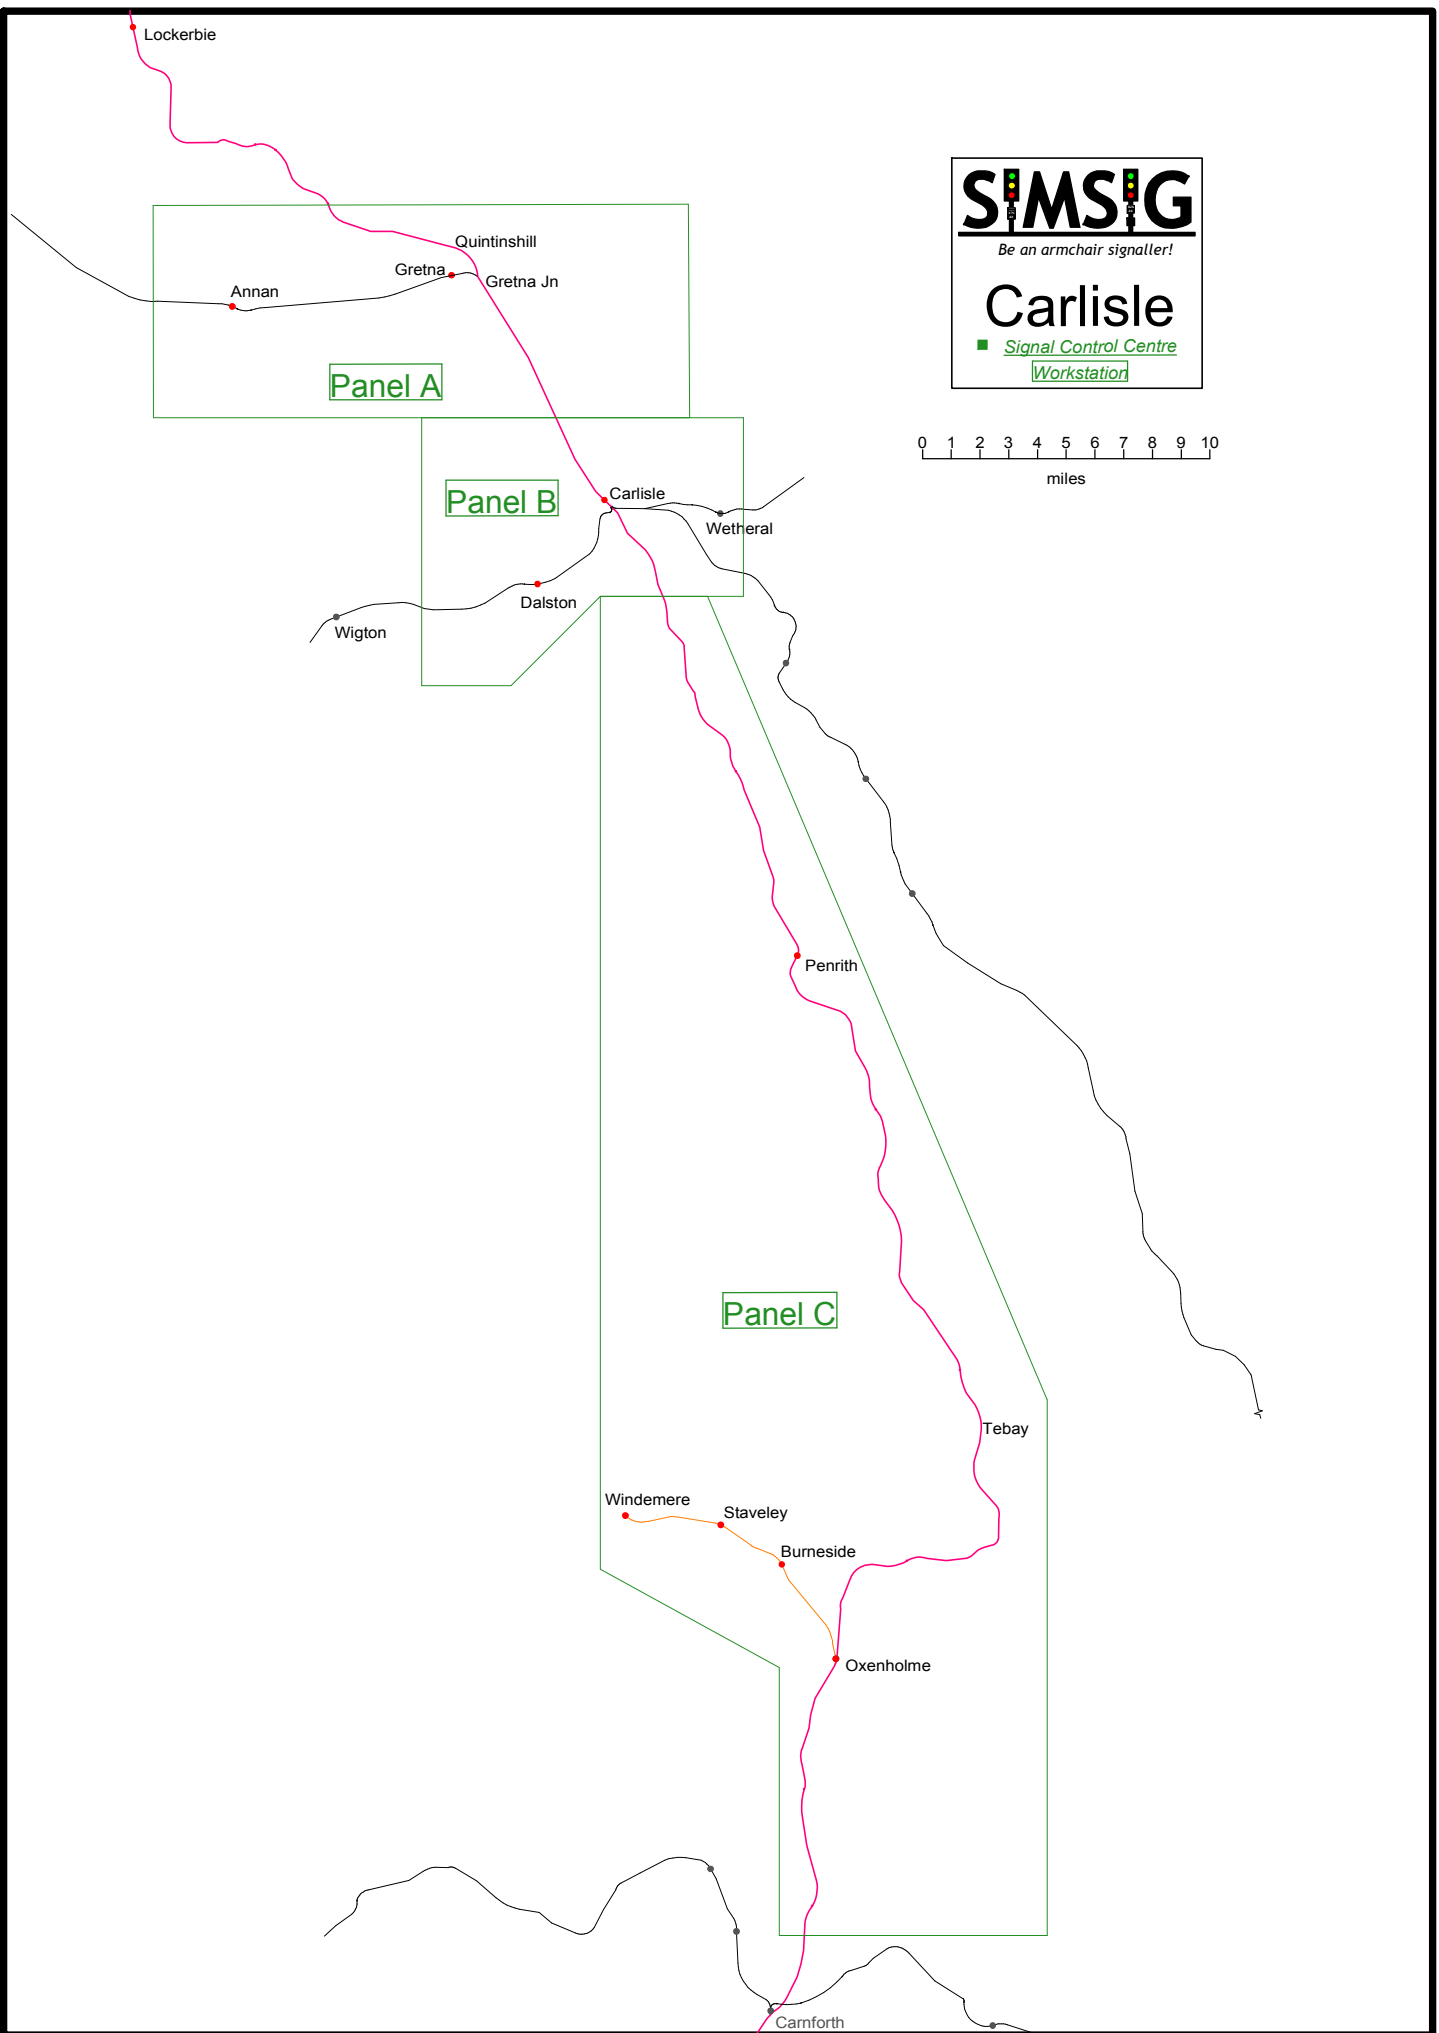 Lockerbie
SIMSIG
Be an armchair signaller!
Carlisle
Signal Control Centre
Workstation
Quintinshill
Gretna
Gretna Jn
Annan
Panel A
0 1 2 3 4 5 6 7 8 9 10
miles
Panel B
Carlisle
Wetheral
Dalston
Wigton
Penrith
Panel C
Tebay
Windemere
Staveley
Burneside
Oxenholme
Carnforth